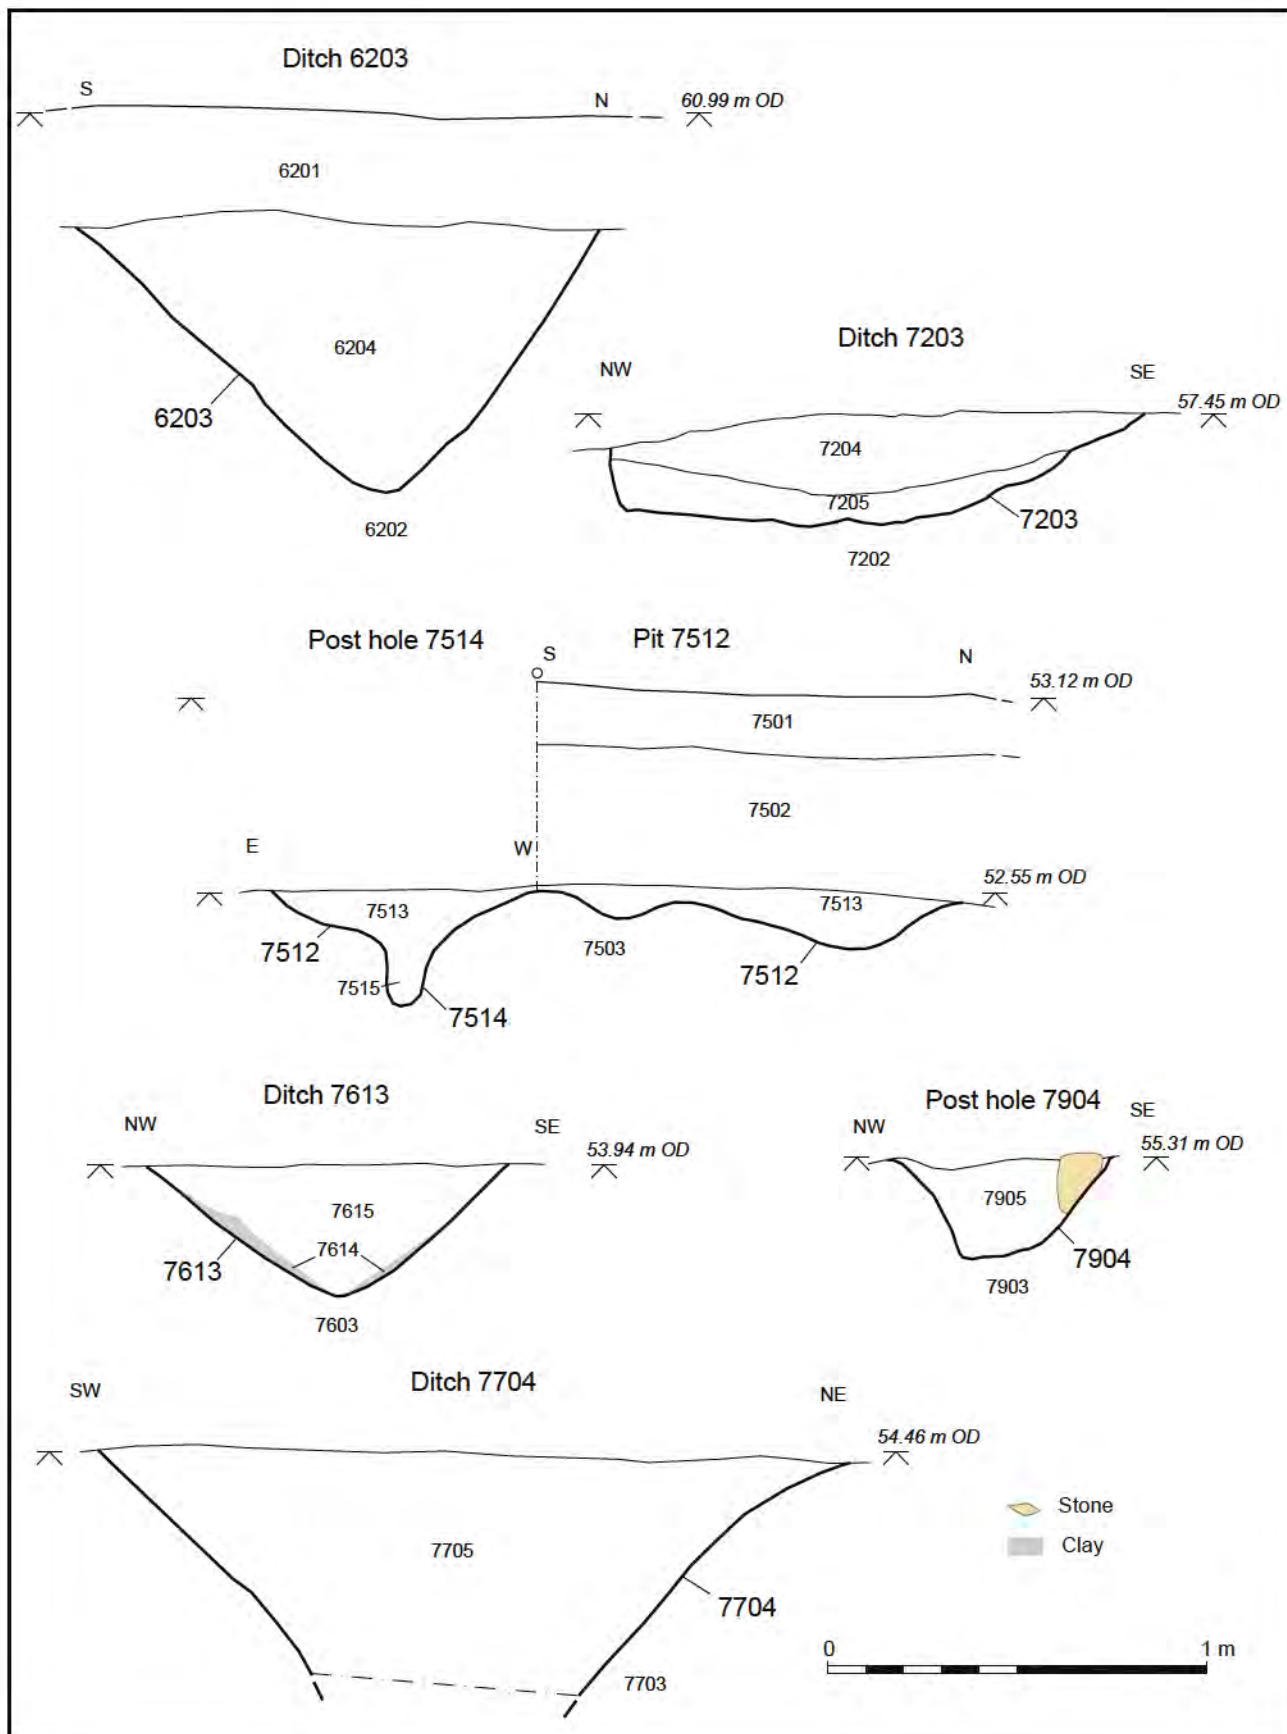 Ditch 6203
S
N
60.99 m OD
6201
6204
6203
6202
Ditch 7203
NW
SE
57.45 m OD
7204
7205
7203
7202
Post hole 7514
Pit 7512
S
N
53.12 m OD
7501
7502
E
W
52.55 m OD
7513
7513
7512
7503
7512
7515
7514
Ditch 7613
NW
SE
53.94 m OD
7615
7614
7613
7603
Post hole 7904
NW
SE
55.31 m OD
7905
7904
7903
Ditch 7704
SW
NE
54.46 m OD
7705
7704
7703
Stone
Clay
0
1 m